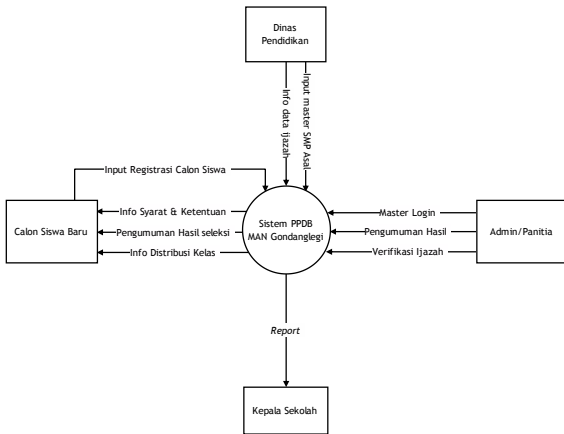 Dinas
Pendidikan
Info data ijazah
Input master SMP Asal
Input Registrasi Calon Siswa
Info Syarat & Ketentuan
Pengumuman Hasil seleksi
Info Distribusi Kelas
Calon Siswa Baru
Sistem PPDB
MAN Gondanglegi
Master Login
Pengumuman Hasil
Verifikasi Ijazah
Admin/Panitia
Report
Kepala Sekolah